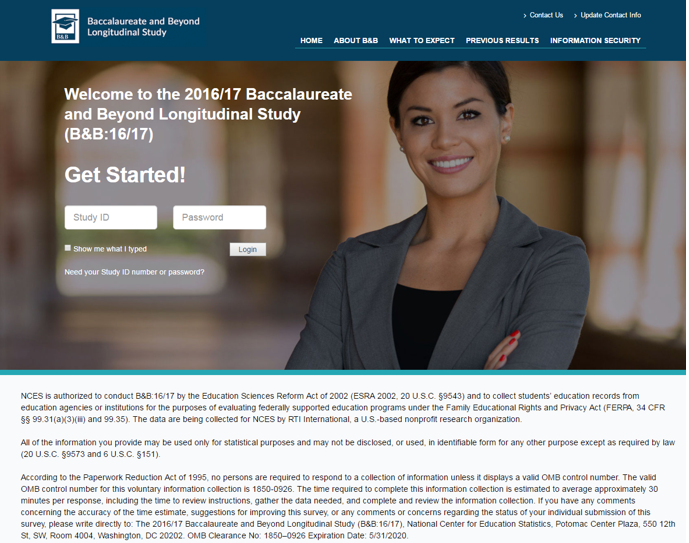 Contact Us
Update Contact Info
B&B
Baccalaureate and Beyond
Longitudinal Study
HOME ABOUT B&B WHAT TO EXPECT PREVIOUS RESULTS INFORMATION SECURITY
Welcome to the 2016/17 Baccalaureate
and Beyond Longitudinal Study
(B&B:16/17)
Get Started!
Study ID
Password
Show me what I typed
Login
Need your Study ID number or password?
NCES is authorized to conduct B&B:16/17 by the Education Sciences Reform Act of 2002 (ESRA 2002, 20 U.S.C. §9543) and to collect students' education records from
education agencies or institutions for the purposes of evaluating federally supported education programs under the Family Educational Rights and Privacy Act (FERPA, 34 CFR
§§ 99.31(a)(3)(iii) and 99.35). The data are being collected for NCES by RTI International, a U.S.-based nonprofit research organization.
All of the information you provide may be used only for statistical purposes and may not be disclosed, or used, in identifiable form for any other purpose except as required by law
(20 U.S.C. §9573 and 6 U.S.C. §151).
According to the Paperwork Reduction Act of 1995, no persons are required to respond to a collection of information unless it displays a valid OMB control number. The valid
OMB control number for this voluntary information collection is 1850-0926. The time required to complete this information collection is estimated to average approximately 30
minutes per response, including the time to review instructions, gather the data needed, and complete and review the information collection. If you have any comments
concerning the accuracy of the time estimate, suggestions for improving this survey, or any comments or concerns regarding the status of your individual submission of this
survey, please write directly to: The 2016/17 Baccalaureate and Beyond Longitudinal Study (B&B:16/17), National Center for Education Statistics, Potomac Center Plaza, 550 12th
St, SW, Room 4004, Washington, DC 20202. OMB Clearance No: 1850–0926 Expiration Date: 5/31/2020.